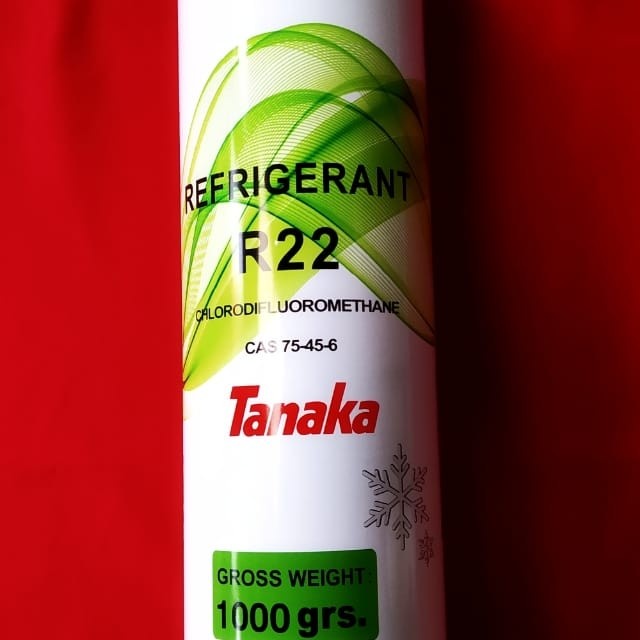 REFRIGERANT
R22
CHLORODIFLUOROMETHANE
CAS 75-45-6
Tanaka
GROSS WEIGHT:
1000 grs.